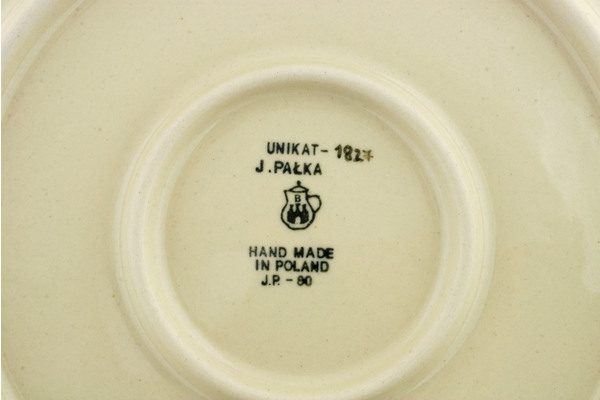 UNIKAT- 1827
J.PAŁKA
B
HAND MADE
IN POLAND
J.P. - 80